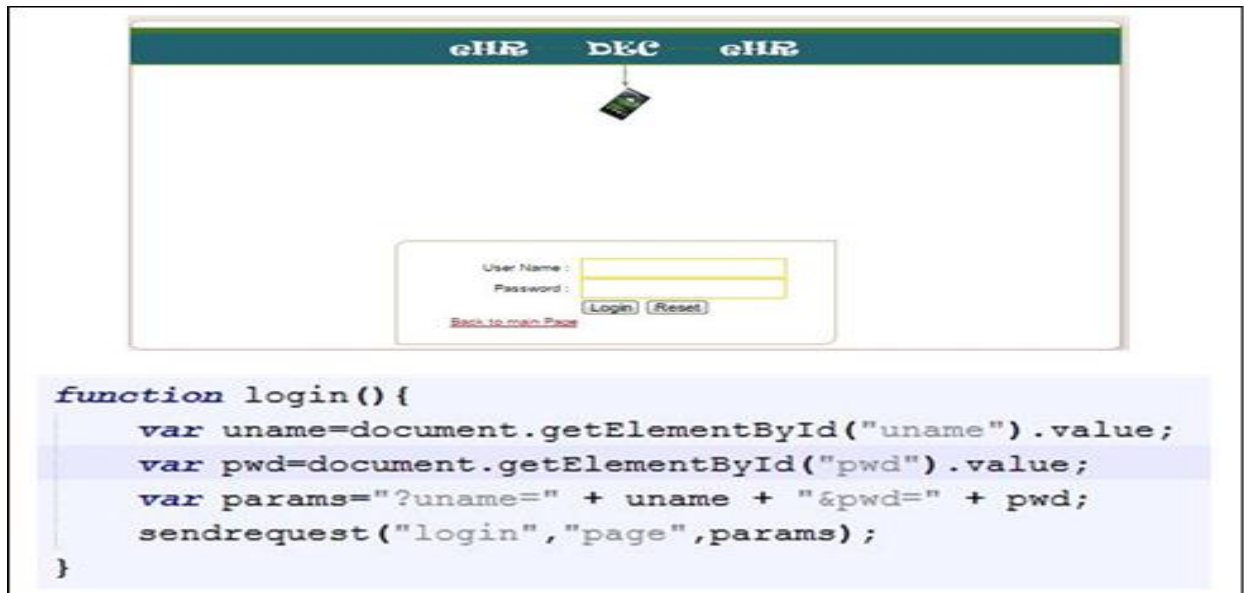 eHR DEC eHR
User Name :
Password :
Login Reset
Back to main Page
function login(){
var uname=document.getElementById("uname").value;
var pwd=document.getElementById("pwd").value;
var params="?uname=" + uname + "&pwd=" + pwd;
sendrequest("login","page",params);
}